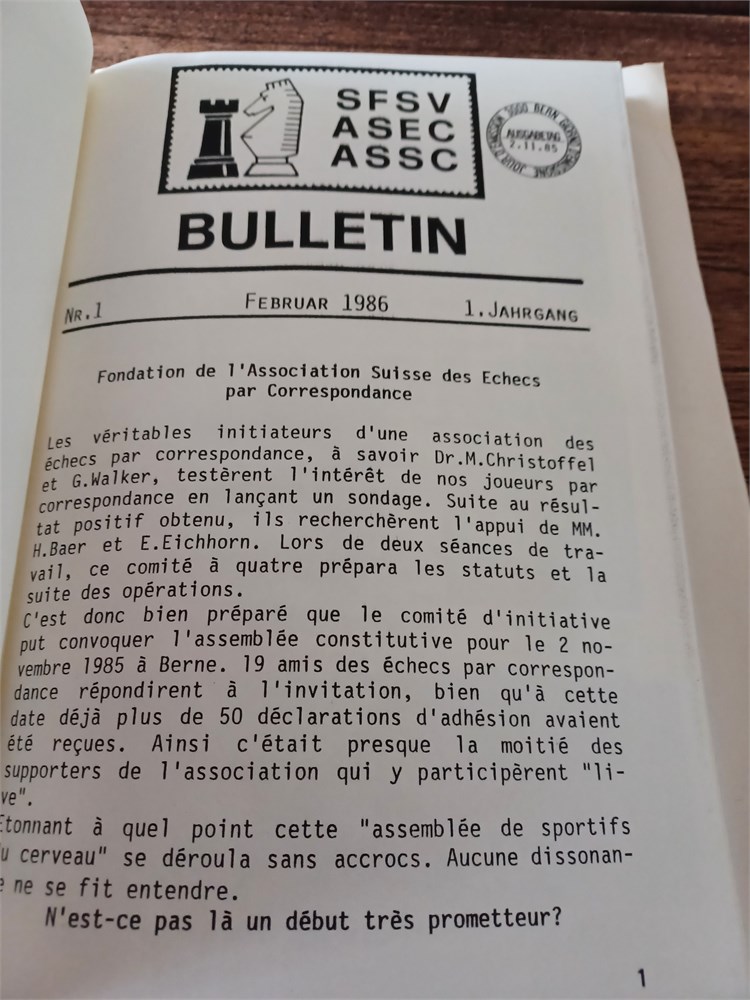 SFSV
ASEC
ASSC
3000 BERN
AUSGABETAG
2.11.85
JOUR D'EMISSION
BULLETIN
NR.1 FEBRUAR 1986 1.JAHRGANG
Fondation de l'Association Suisse des Echecs
par Correspondance
Les véritables initiateurs d'une association des
échecs par correspondance, à savoir Dr.M.Christoffel
et G.Walker, testèrent l'intérêt de nos joueurs par
correspondance en lançant un sondage. Suite au résul-
tat positif obtenu, ils recherchèrent l'appui de MM.
H.Baer et E.Eichhorn. Lors de deux séances de tra-
vail, ce comité à quatre prépara les statuts et la
suite des opérations.
C'est donc bien préparé que le comité d'initiative
put convoquer l'assemblée constitutive pour le 2 no-
vembre 1985 à Berne. 19 amis des échecs par correspon-
dance répondirent à l'invitation, bien qu'à cette
date déjà plus de 50 déclarations d'adhésion avaient
été reçues. Ainsi c'était presque la moitié des
supporters de l'association qui y participèrent "li-
ve".
Etonnant à quel point cette "assemblée de sportifs
u cerveau" se déroula sans accrocs. Aucune dissonan-
e ne se fit entendre.
N'est-ce pas là un début très prometteur?
1